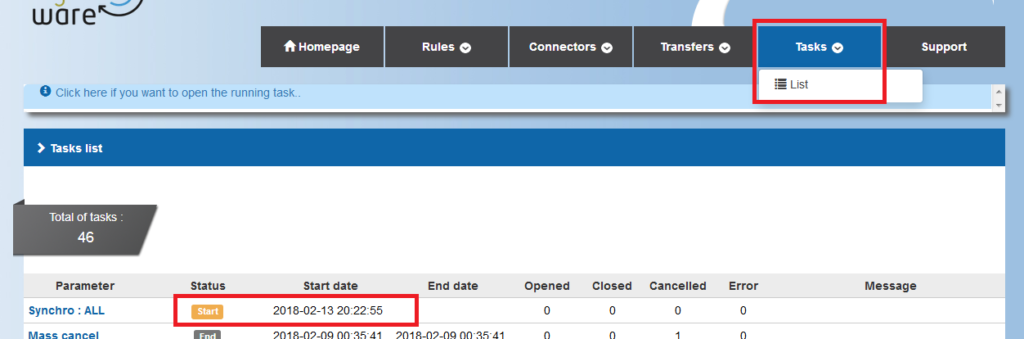 ware
Homepage Rules Connectors Transfers Tasks Support
List
Click here if you want to open the running task..
Tasks list
Total of tasks :
46
Parameter Status Start date End date Opened Closed Cancelled Error Message
Synchro : ALL Start 2018-02-13 20:22:55 0 0 0 0
Mass cancel End 2018-02-09 00:35:41 2018-02-09 00:35:41 0 0 1 0